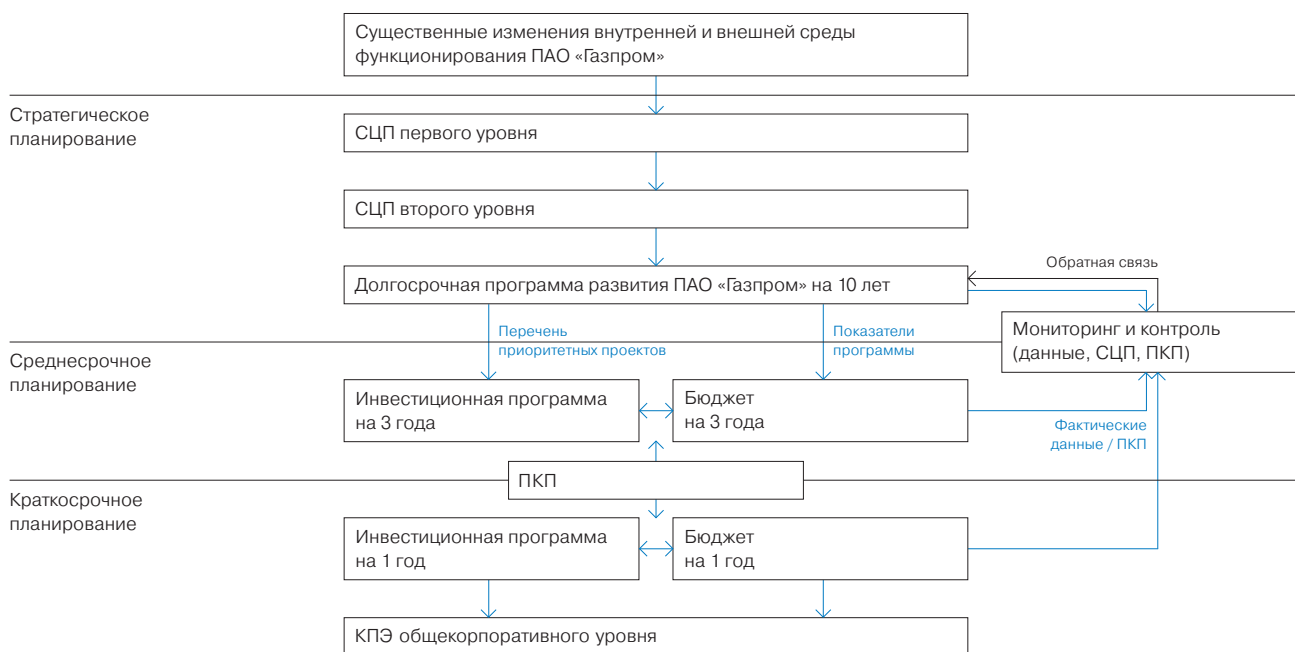 Существенные изменения внутренней и внешней среды
функционирования ПАО «Газпром»
Стратегическое
планирование
СЦП первого уровня
СЦП второго уровня
Долгосрочная программа развития ПАО «Газпром» на 10 лет
Обратная связь
Перечень
приоритетных проектов
Показатели
программы
Мониторинг и контроль
(данные, СЦП, ПКП)
Среднесрочное
планирование
Инвестиционная программа
на 3 года
Бюджет
на 3 года
Фактические
данные / ПКП
ПКП
Краткосрочное
планирование
Инвестиционная программа
на 1 год
Бюджет
на 1 год
КПЭ общекорпоративного уровня